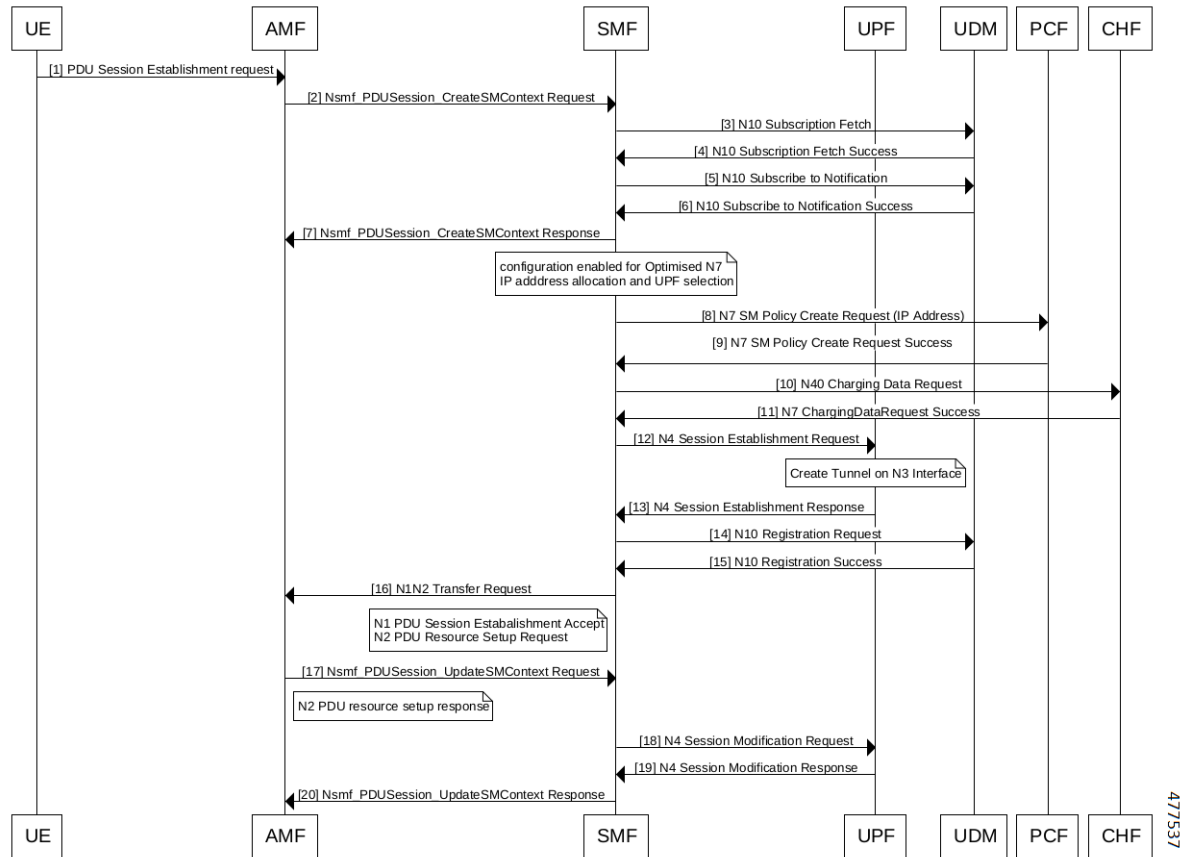 UE AMF SMF UPF UDM PCF CHF
[1] PDU Session Establishment request
[2] Nsmf_PDUSession_CreateSMContext Request
[3] N10 Subscription Fetch
[4] N10 Subscription Fetch Success
[5] N10 Subscribe to Notification
[6] N10 Subscribe to Notification Success
[7] Nsmf_PDUSession_CreateSMContext Response
configuration enabled for Optimised N7
IP adddress allocation and UPF selection
[8] N7 SM Policy Create Request (IP Address)
[9] N7 SM Policy Create Request Success
[10] N40 Charging Data Request
[11] N7 ChargingDataRequest Success
[12] N4 Session Establishment Request
Create Tunnel on N3 Interface
[13] N4 Session Establishment Response
[14] N10 Registration Request
[15] N10 Registration Success
[16] N1N2 Transfer Request
N1 PDU Session Estabalishment Accept
N2 PDU Resource Setup Request
[17] Nsmf_PDUSession_UpdateSMContext Request
N2 PDU resource setup response
[18] N4 Session Modification Request
[19] N4 Session Modification Response
[20] Nsmf_PDUSession_UpdateSMContext Response
UE AMF SMF UPF UDM PCF CHF
477537